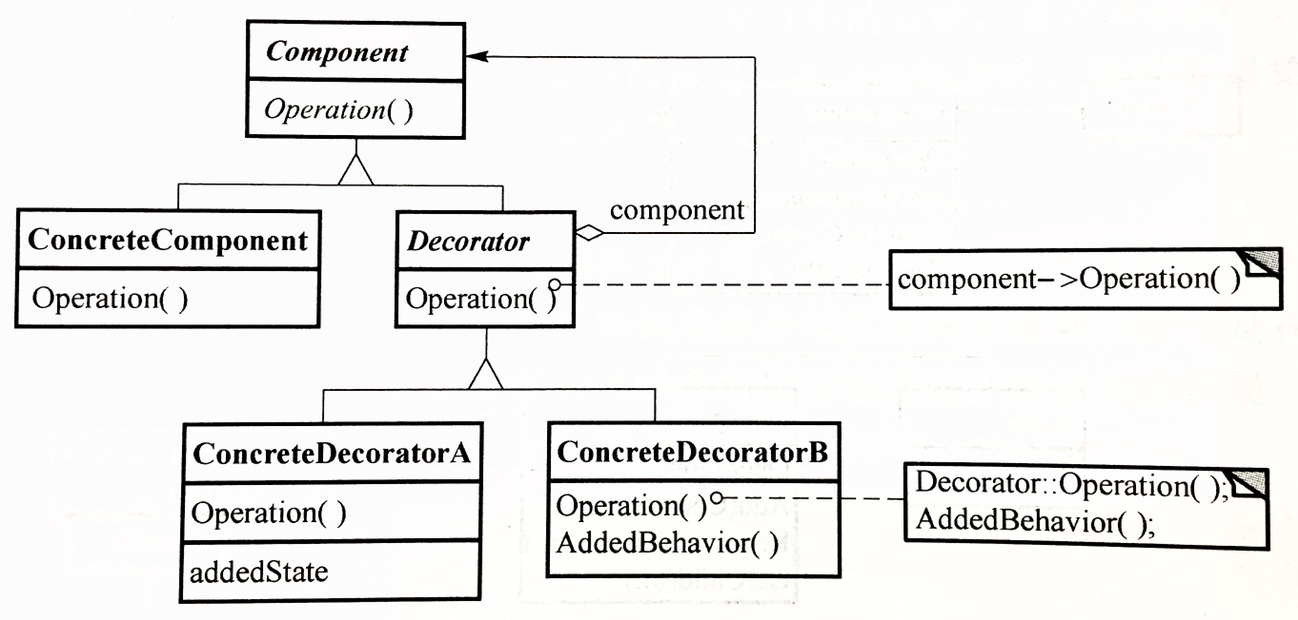 Component
Operation( )
component
ConcreteComponent
Operation( )
Decorator
Operation( )
component− >Operation( )
ConcreteDecoratorA
Operation( )
addedState
ConcreteDecoratorB
Operation( )
AddedBehavior( )
Decorator::Operation( );
AddedBehavior( );